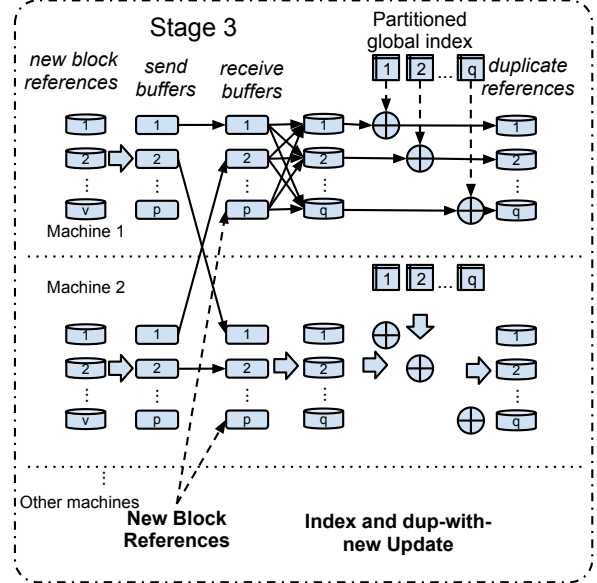 Stage 3
Partitioned
global index
new block
references
send
buffers
receive
buffers
1 2 ... q
duplicate
references
1 1 1 1 1
2 2 2 2 2
v p p q q
Machine 1
Machine 2
1 2 ... q
1 1 1 1 1
2 2 2 2 2
v p p q q
Other machines
New Block
References
Index and dup-with-
new Update